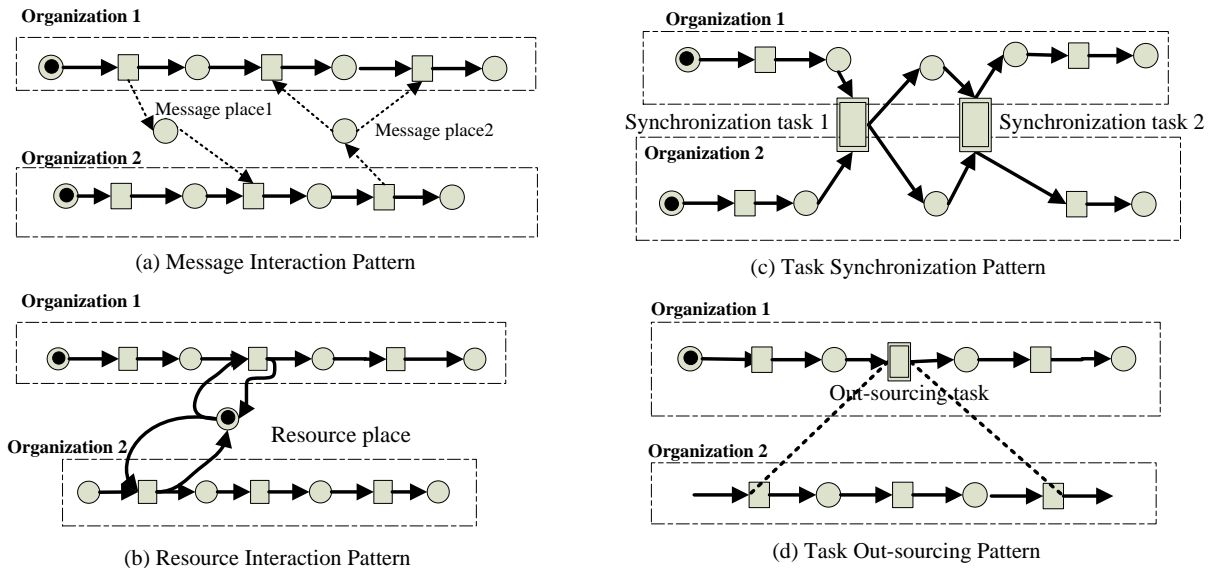 Organization 1
Message place1
Message place2
Organization 2
(a) Message Interaction Pattern
Organization 1
Synchronization task 1
Synchronization task 2
Organization 2
(c) Task Synchronization Pattern
Organization 1
Resource place
Organization 2
(b) Resource Interaction Pattern
Organization 1
Out-sourcing task
Organization 2
(d) Task Out-sourcing Pattern